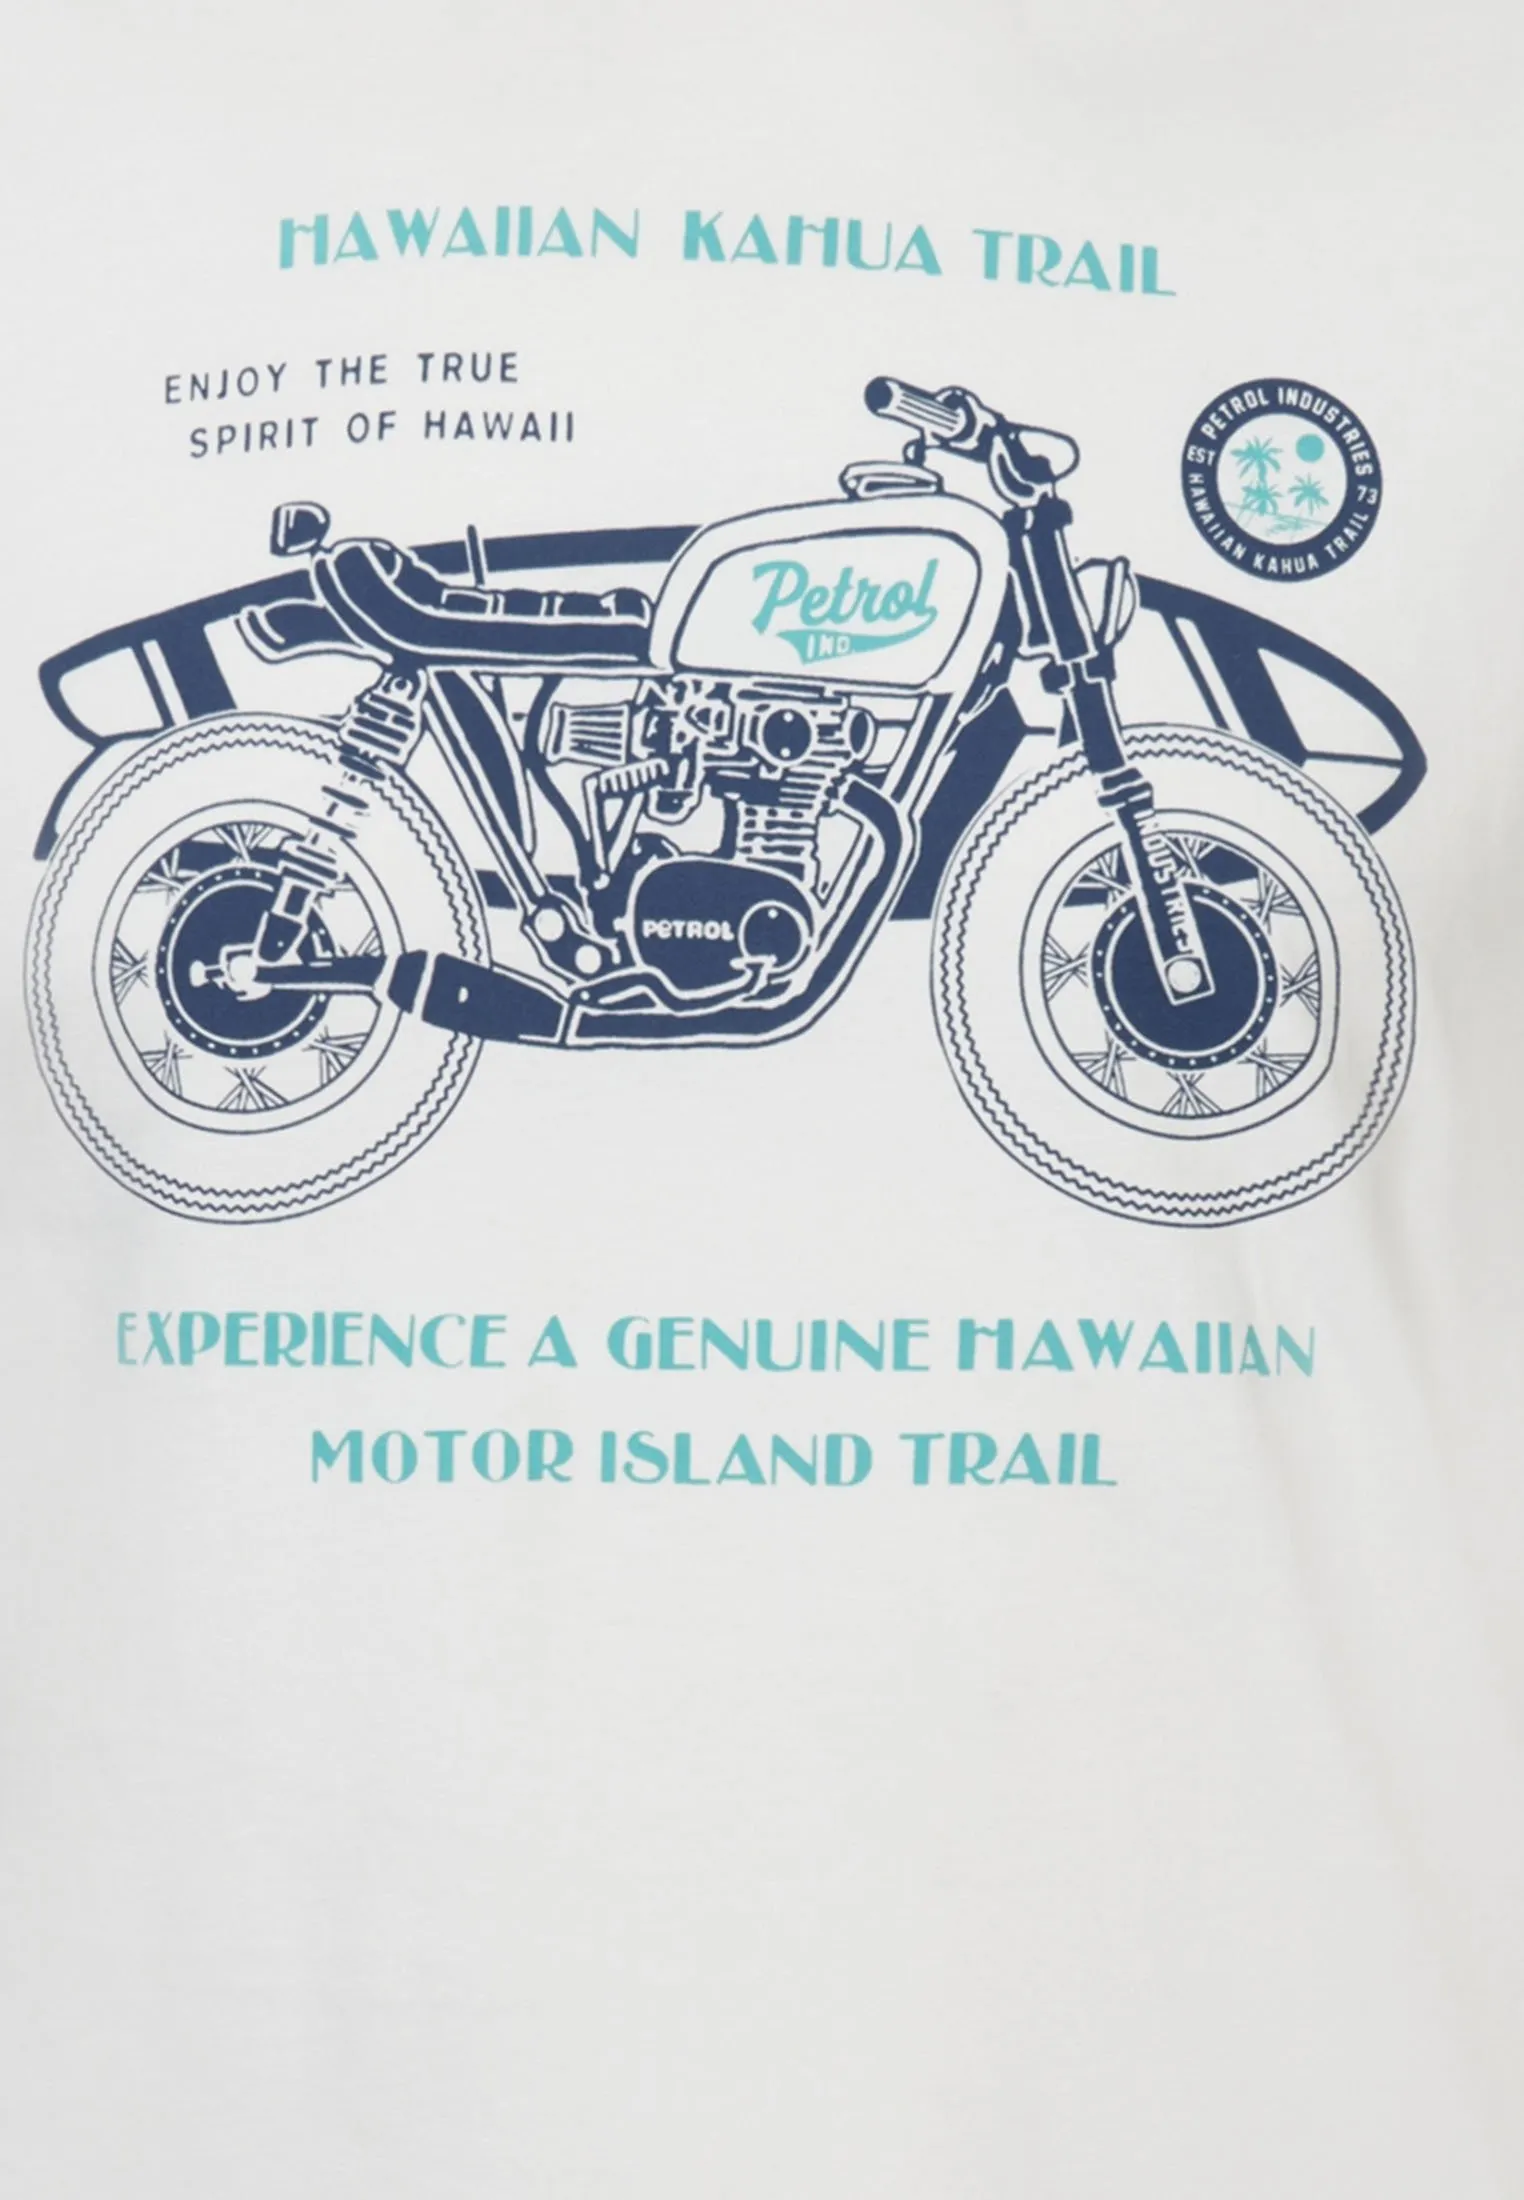 HAWAIIAN KAHUA TRAIL
ENJOY THE TRUE
SPIRIT OF HAWAII
PETROL INDUSTRIES
EST 73
HAWAIIAN KAHUA TRAIL
Petrol
IND
INDUSTRIES
PETROL
EXPERIENCE A GENUINE HAWAIIAN
MOTOR ISLAND TRAIL